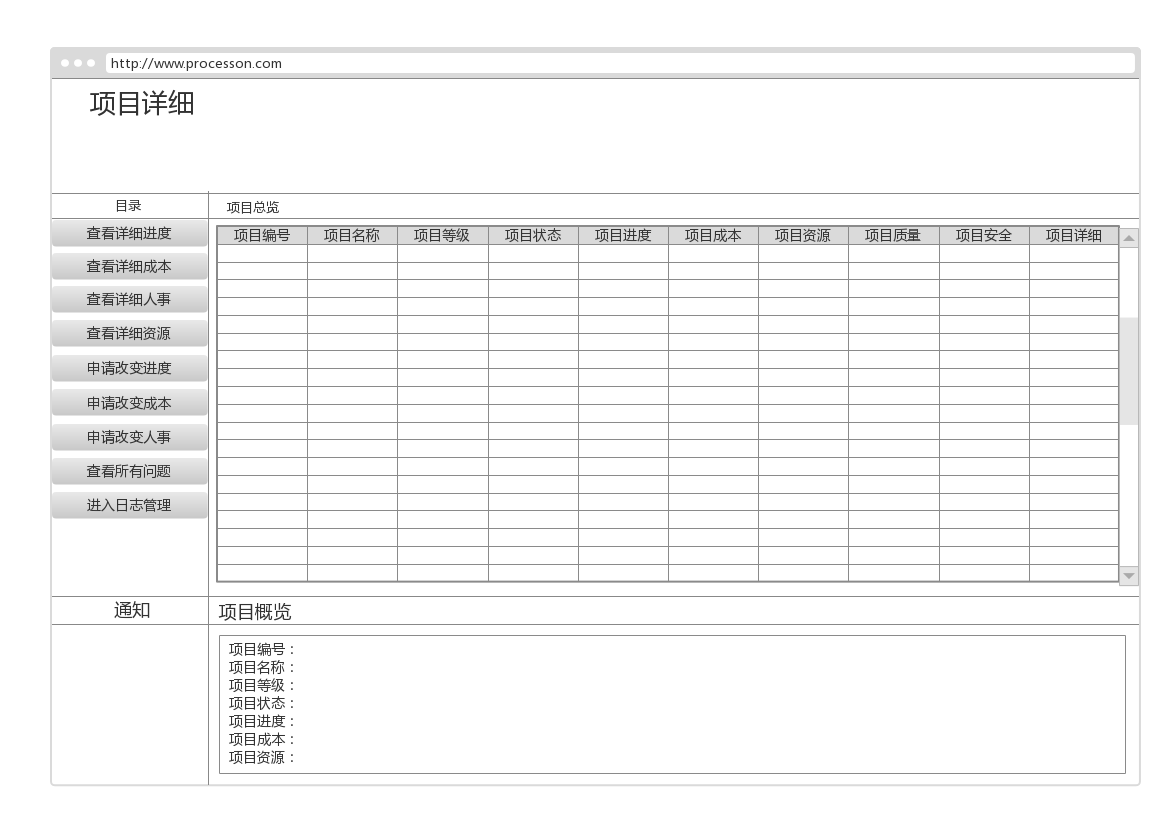 http://www.processon.com
项目详细
目录
项目总览
查看详细进度
查看详细成本
查看详细人事
查看详细资源
申请改变进度
申请改变成本
申请改变人事
查看所有问题
进入日志管理
项目编号 项目名称 项目等级 项目状态 项目进度 项目成本 项目资源 项目质量 项目安全 项目详细
通知
项目概览
项目编号：
项目名称：
项目等级：
项目状态：
项目进度：
项目成本：
项目资源：